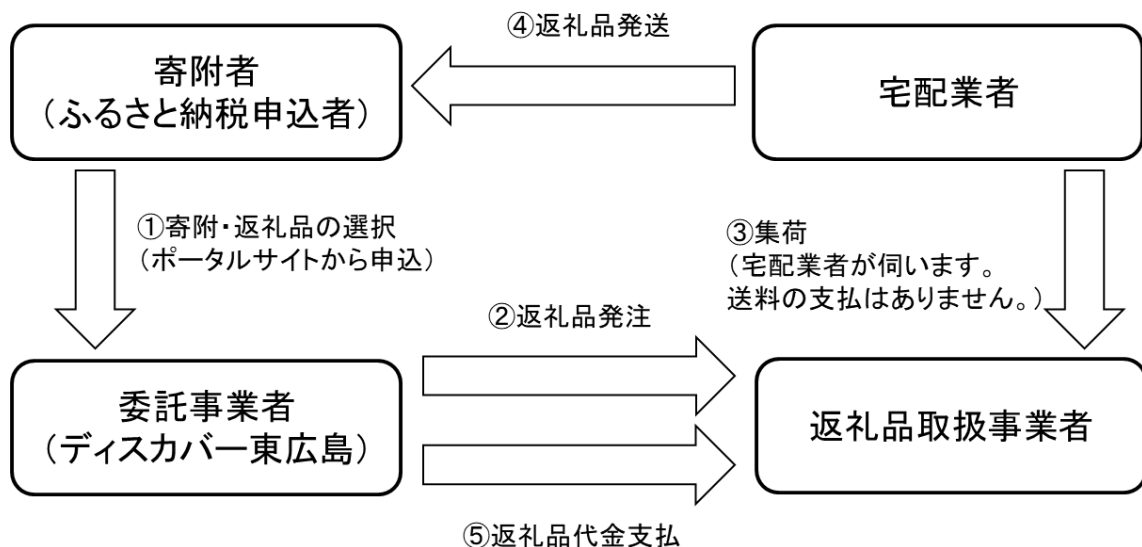 ④返礼品発送
寄附者
（ふるさと納税申込者）
宅配業者
①寄附・返礼品の選択
（ポータルサイトから申込）
③集荷
（宅配業者が伺います。
送料の支払はありません。）
②返礼品発注
委託事業者
（ディスカバー東広島）
返礼品取扱事業者
⑤返礼品代金支払